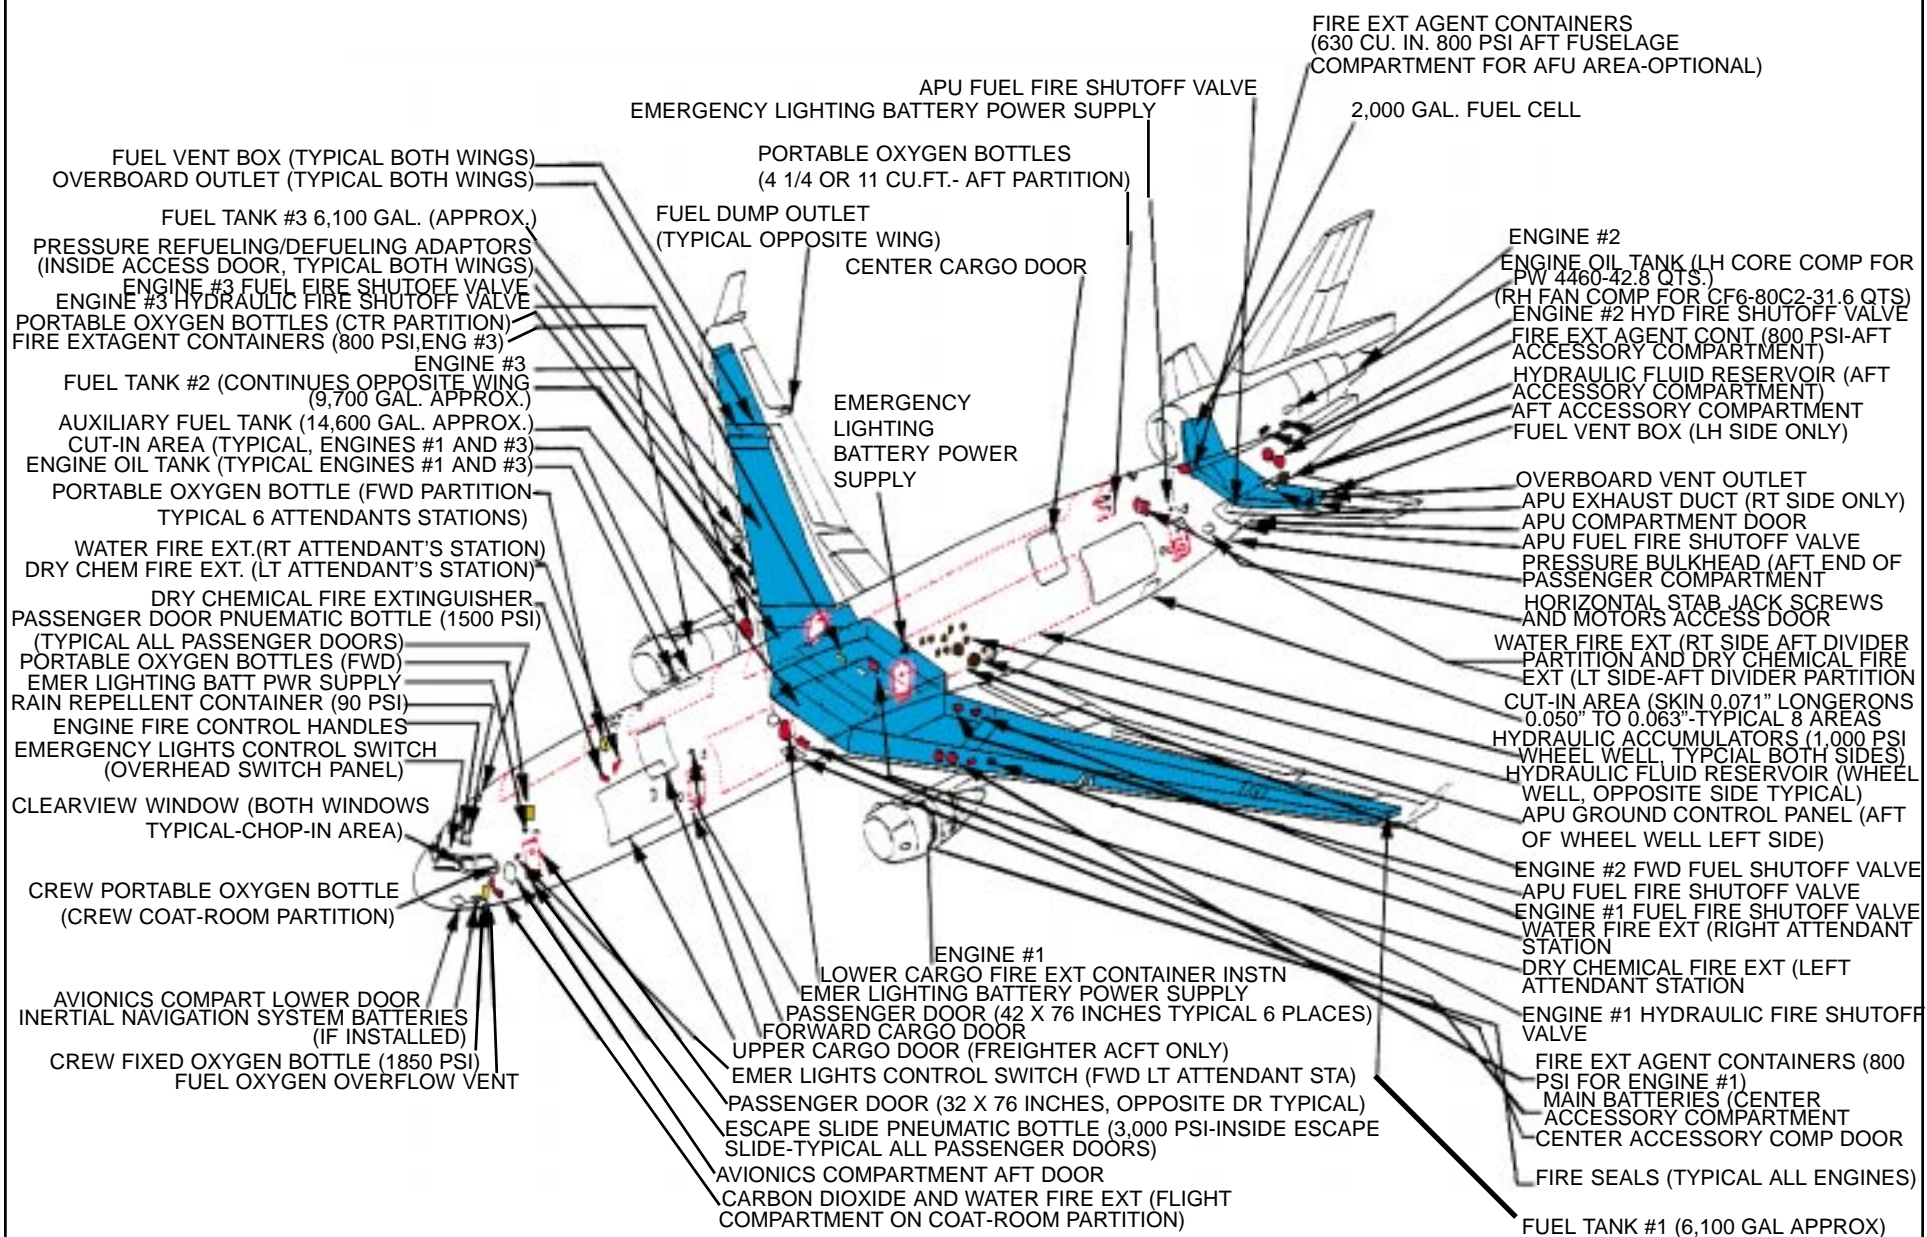 FIRE EXT AGENT CONTAINERS
(630 CU. IN. 800 PSI AFT FUSELAGE
COMPARTMENT FOR AFU AREA-OPTIONAL)
APU FUEL FIRE SHUTOFF VALVE
EMERGENCY LIGHTING BATTERY POWER SUPPLY
2,000 GAL. FUEL CELL
PORTABLE OXYGEN BOTTLES
(4 1/4 OR 11 CU.FT.- AFT PARTITION)
FUEL DUMP OUTLET
(TYPICAL OPPOSITE WING)
CENTER CARGO DOOR
EMERGENCY
LIGHTING
BATTERY POWER
SUPPLY
FUEL VENT BOX (TYPICAL BOTH WINGS)
OVERBOARD OUTLET (TYPICAL BOTH WINGS)
FUEL TANK #3 6,100 GAL. (APPROX.)
PRESSURE REFUELING/DEFUELING ADAPTORS
(INSIDE ACCESS DOOR, TYPICAL BOTH WINGS)
ENGINE #3 FUEL FIRE SHUTOFF VALVE
ENGINE #3 HYDRAULIC FIRE SHUTOFF VALVE
PORTABLE OXYGEN BOTTLES (CTR PARTITION)
FIRE EXTAGENT CONTAINERS (800 PSI,ENG #3)
ENGINE #3
FUEL TANK #2 (CONTINUES OPPOSITE WING
(9,700 GAL. APPROX.)
AUXILIARY FUEL TANK (14,600 GAL. APPROX.)
CUT-IN AREA (TYPICAL, ENGINES #1 AND #3)
ENGINE OIL TANK (TYPICAL ENGINES #1 AND #3)
PORTABLE OXYGEN BOTTLE (FWD PARTITION
TYPICAL 6 ATTENDANTS STATIONS)
WATER FIRE EXT.(RT ATTENDANT'S STATION)
DRY CHEM FIRE EXT. (LT ATTENDANT'S STATION)
DRY CHEMICAL FIRE EXTINGUISHER
PASSENGER DOOR PNUEMATIC BOTTLE (1500 PSI)
(TYPICAL ALL PASSENGER DOORS)
PORTABLE OXYGEN BOTTLES (FWD)
EMER LIGHTING BATT PWR SUPPLY
RAIN REPELLENT CONTAINER (90 PSI)
ENGINE FIRE CONTROL HANDLES
EMERGENCY LIGHTS CONTROL SWITCH
(OVERHEAD SWITCH PANEL)
CLEARVIEW WINDOW (BOTH WINDOWS
TYPICAL-CHOP-IN AREA)
CREW PORTABLE OXYGEN BOTTLE
(CREW COAT-ROOM PARTITION)
AVIONICS COMPART LOWER DOOR
INERTIAL NAVIGATION SYSTEM BATTERIES
(IF INSTALLED)
CREW FIXED OXYGEN BOTTLE (1850 PSI)
FUEL OXYGEN OVERFLOW VENT
ENGINE #1
LOWER CARGO FIRE EXT CONTAINER INSTN
EMER LIGHTING BATTERY POWER SUPPLY
PASSENGER DOOR (42 X 76 INCHES TYPICAL 6 PLACES)
FORWARD CARGO DOOR
UPPER CARGO DOOR (FREIGHTER ACFT ONLY)
EMER LIGHTS CONTROL SWITCH (FWD LT ATTENDANT STA)
PASSENGER DOOR (32 X 76 INCHES, OPPOSITE DR TYPICAL)
ESCAPE SLIDE PNEUMATIC BOTTLE (3,000 PSI-INSIDE ESCAPE
SLIDE-TYPICAL ALL PASSENGER DOORS)
AVIONICS COMPARTMENT AFT DOOR
CARBON DIOXIDE AND WATER FIRE EXT (FLIGHT
COMPARTMENT ON COAT-ROOM PARTITION)
ENGINE #2
ENGINE OIL TANK (LH CORE COMP FOR
PW 4460-42.8 QTS.)
(RH FAN COMP FOR CF6-80C2-31.6 QTS)
ENGINE #2 HYD FIRE SHUTOFF VALVE
FIRE EXT AGENT CONT (800 PSI-AFT
ACCESSORY COMPARTMENT)
HYDRAULIC FLUID RESERVOIR (AFT
ACCESSORY COMPARTMENT)
AFT ACCESSORY COMPARTMENT
FUEL VENT BOX (LH SIDE ONLY)
OVERBOARD VENT OUTLET
APU EXHAUST DUCT (RT SIDE ONLY)
APU COMPARTMENT DOOR
APU FUEL FIRE SHUTOFF VALVE
PRESSURE BULKHEAD (AFT END OF
PASSENGER COMPARTMENT
HORIZONTAL STAB JACK SCREWS
AND MOTORS ACCESS DOOR
WATER FIRE EXT (RT SIDE AFT DIVIDER
PARTITION AND DRY CHEMICAL FIRE
EXT (LT SIDE-AFT DIVIDER PARTITION
CUT-IN AREA (SKIN 0.071" LONGERONS
0.050" TO 0.063"-TYPICAL 8 AREAS
HYDRAULIC ACCUMULATORS (1,000 PSI
WHEEL WELL, TYPCIAL BOTH SIDES)
HYDRAULIC FLUID RESERVOIR (WHEEL
WELL, OPPOSITE SIDE TYPICAL)
APU GROUND CONTROL PANEL (AFT
OF WHEEL WELL LEFT SIDE)
ENGINE #2 FWD FUEL SHUTOFF VALVE
APU FUEL FIRE SHUTOFF VALVE
ENGINE #1 FUEL FIRE SHUTOFF VALVE
WATER FIRE EXT (RIGHT ATTENDANT
STATION
DRY CHEMICAL FIRE EXT (LEFT
ATTENDANT STATION
ENGINE #1 HYDRAULIC FIRE SHUTOFF
VALVE
FIRE EXT AGENT CONTAINERS (800
PSI FOR ENGINE #1)
MAIN BATTERIES (CENTER
ACCESSORY COMPARTMENT
CENTER ACCESSORY COMP DOOR
FIRE SEALS (TYPICAL ALL ENGINES)
FUEL TANK #1 (6,100 GAL APPROX)